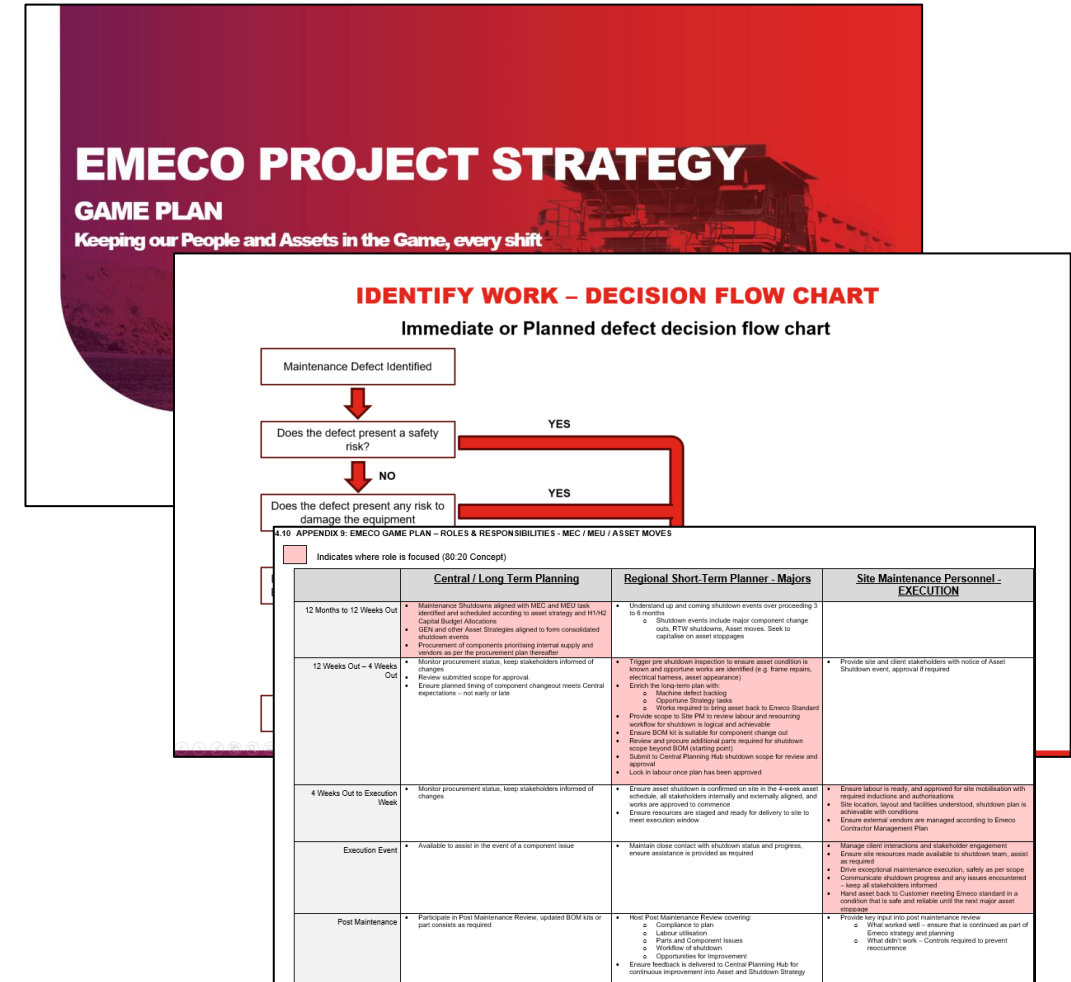 EMECO PROJECT STRATEGY
GAME PLAN
Keeping our People and Assets in the Game, every shift
IDENTIFY WORK – DECISION FLOW CHART
Immediate or Planned defect decision flow chart
Maintenance Defect Identified
Does the defect present a safety
risk?
YES
NO
Does the defect present any risk to
damage the equipment
YES
4.10 APPENDIX 9: EMECO GAME PLAN – ROLES & RESPONSIBILITIES - MEC / MEU / ASSET MOVES
Indicates where role is focused (80:20 Concept)
Central / Long Term Planning
Regional Short-Term Planner - Majors
Site Maintenance Personnel -
EXECUTION
12 Months to 12 Weeks Out
• Maintenance Shutdowns aligned with MEC and MEU task
identified and scheduled according to asset strategy and H1/H2
Capital Budget Allocations
• GEN and other Asset Strategies aligned to form consolidated
shutdown events
• Procurement of components prioritising internal supply and
vendors as per the procurement plan thereafter
• Understand up and coming shutdown events over proceeding 3
to 6 months
o Shutdown events include major component change
outs, RTW shutdowns, Asset moves. Seek to
capitalise on asset stoppages
12 Weeks Out – 4 Weeks
Out
• Monitor procurement status, keep stakeholders informed of
changes
• Review submitted scope for approval.
• Ensure planned timing of component changeout meets Central
expectations – not early or late
• Trigger pre shutdown inspection to ensure asset condition is
known and opportune works are identified (e.g. frame repairs,
electrical harness, asset appearance)
• Enrich the long-term plan with:
o Machine defect backlog
o Opportune Strategy tasks
o Works required to bring asset back to Emeco Standard
• Provide scope to Site PM to review labour and resourcing
workflow for shutdown is logical and achievable
• Ensure BOM kit is suitable for component change out
• Review and procure additional parts required for shutdown
scope beyond BOM (starting point)
• Submit to Central Planning Hub shutdown scope for review and
approval
• Lock in labour once plan has been approved
• Provide site and client stakeholders with notice of Asset
Shutdown event, approval if required
4 Weeks Out to Execution
Week
• Monitor procurement status, keep stakeholders informed of
changes
• Ensure asset shutdown is confirmed on site in the 4-week asset
schedule, all stakeholders internally and externally aligned, and
works are approved to commence
• Ensure resources are staged and ready for delivery to site to
meet execution window
• Ensure labour is ready, and approved for site mobilisation with
required inductions and authorisations
• Site location, layout and facilities understood, shutdown plan is
achievable with conditions
• Ensure external vendors are managed according to Emeco
Contractor Management Plan
Execution Event
• Available to assist in the event of a component issue
• Maintain close contact with shutdown status and progress,
ensure assistance is provided as required
• Manage client interactions and stakeholder engagement
• Ensure site resources made available to shutdown team, assist
as required
• Drive exceptional maintenance execution, safely as per scope
• Communicate shutdown progress and any issues encountered
– keep all stakeholders informed
• Hand asset back to Customer meeting Emeco standard in a
condition that is safe and reliable until the next major asset
stoppage
Post Maintenance
• Participate in Post Maintenance Review, updated BOM kits or
part consists as required
• Host Post Maintenance Review covering:
o Compliance to plan
o Labour utilisation
o Parts and Component Issues
o Workflow of shutdown
o Opportunities for Improvement
• Ensure feedback is delivered to Central Planning Hub for
continuous improvement into Asset and Shutdown Strategy
• Provide key input into post maintenance review
o What worked well – ensure that is continued as part of
Emeco strategy and planning
o What didn't work – Controls required to prevent
reoccurrence